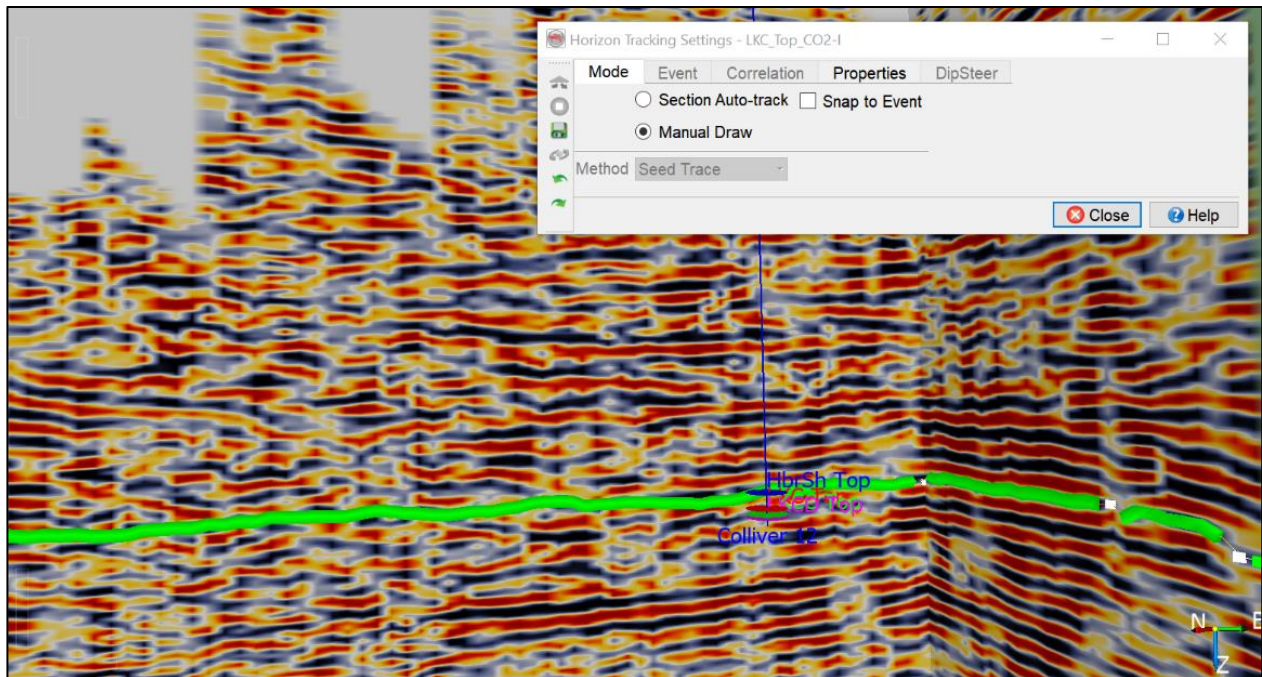 Horizon Tracking Settings - LKC_Top_CO2-I
Mode Event Correlation Properties DipSteer
Section Auto-track Snap to Event
Manual Draw
Method Seed Trace
Close Help
HbrSh Top
Top
Colliver 12
N E
Z